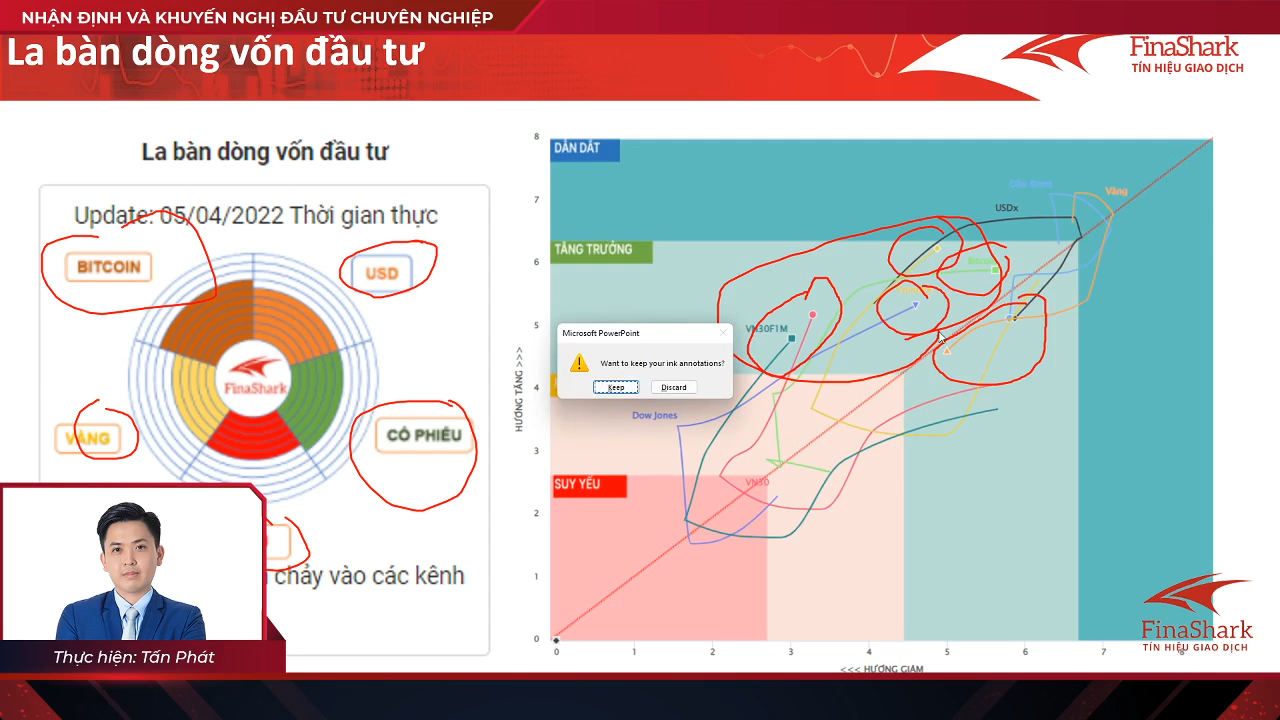 NHẬN ĐỊNH VÀ KHUYẾN NGHỊ ĐẦU TƯ CHUYÊN NGHIỆP
La bàn dòng vốn đầu tư
FinaShark
TÍN HIỆU GIAO DỊCH
La bàn dòng vốn đầu tư
Update: 05/04/2022 Thời gian thực
BITCOIN
USD
FinaShark
VÀNG
CỔ PHIẾU
chảy vào các kênh
Thực hiện: Tấn Phát
8
7
6
5
4
3
2
1
0
HƯỚNG TĂNG >>>
DẪN DẮT
TĂNG TRƯỞNG
SUY YẾU
Vàng
USDx
Bitcoin
VN30F1M
Dow Jones
VN30
Microsoft PowerPoint
Want to keep your ink annotations?
Keep
Discard
0 1 2 3 4 5 6 7 8
<<< HƯỚNG GIẢM
FinaShark
TÍN HIỆU GIAO DỊCH